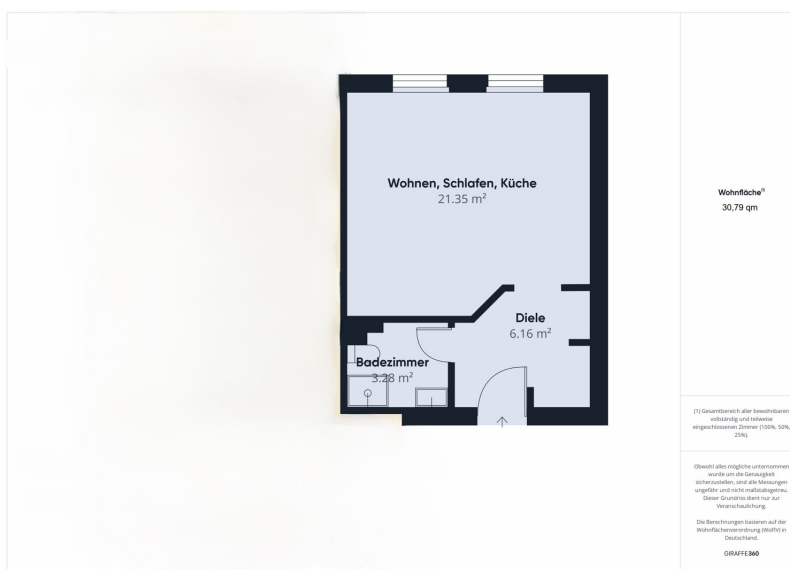 Wohnen, Schlafen, Küche
21.35 m²
Diele
6.16 m²
Badezimmer
3.28 m²
Wohnfläche⁽¹⁾
30,79 qm
(1) Gesamtbereich aller bewohnbaren
vollständig und teilweise
eingeschlossenen Zimmer (100%, 50%,
25%).
Obwohl alles mögliche unternommen
wurde um die Genauigkeit
sicherzustellen, sind alle Messungen
ungefähr und nicht maßstabsgetreu.
Dieser Grundriss dient nur zur
Veranschaulichung.
Die Berechnungen basieren auf der
Wohnflächenverordnung (WoflV) in
Deutschland.
GIRAFFE360